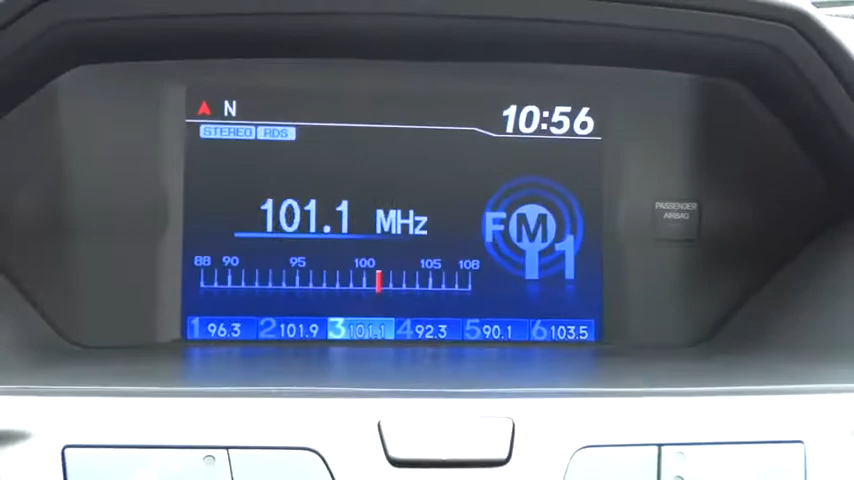 N 10:56
STEREO RDS
101.1 MHz
FM 1
PASSENGER
AIRBAG
88 90 95 100 105 108
1 96.3 2 101.9 3 101.1 4 92.3 5 90.1 6 103.5